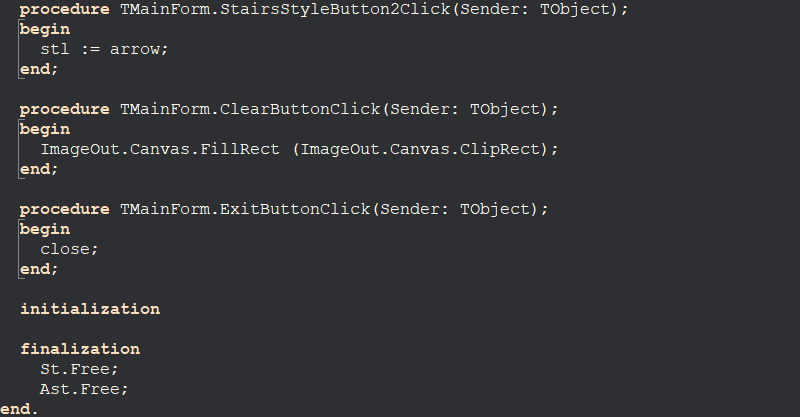 procedure TMainForm.StairsStyleButton2Click(Sender: TObject);
begin
stl := arrow;
end;
procedure TMainForm.ClearButtonClick(Sender: TObject);
begin
ImageOut.Canvas.FillRect (ImageOut.Canvas.ClipRect);
end;
procedure TMainForm.ExitButtonClick(Sender: TObject);
begin
close;
end;
initialization
finalization
St.Free;
Ast.Free;
end.